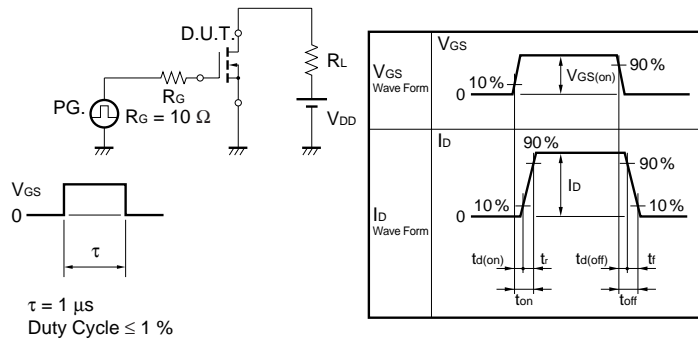 D.U.T.
RL
PG.
RG
RG = 10 Ω
VDD
VGS
0
τ
τ = 1 μs
Duty Cycle ≤ 1 %
VGS
Wave Form
VGS
10 %
0
VGS(on)
90 %
ID
Wave Form
ID
90 %
90 %
10 %
0
ID
10 %
td(on)
tr
td(off)
tf
ton
toff